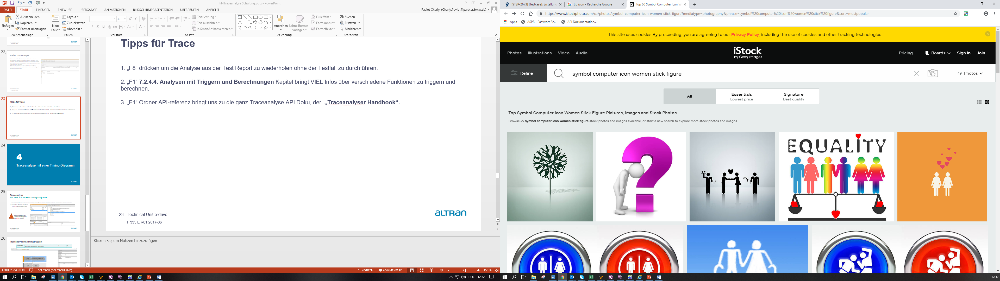 Fit4Traceanalyse Schulung.pptx - PowerPoint
DATEI START EINFÜGEN ENTWURF ÜBERGÄNGE ANIMATIONEN BILDSCHIRMPRÄSENTATION ÜBERPRÜFEN ANSICHT
Paviot Charly, (Charly.Paviot@partner.bmw.de)
Einfügen
Ausschneiden
Kopieren
Format übertragen
Zwischenablage
Neue
Folie
Layout
Zurücksetzen
Abschnitt
Folien
32
F K U S abc AV Aa A
Schriftart
Textrichtung
Text ausrichten
In SmartArt konvertieren
Absatz
Anordnen
Schnellformat-
vorlagen
Fülleffekt
Formkontur
Formeffekte
Zeichnung
Suchen
Ersetzen
Markieren
Bearbeiten
22
Reiter Traceanalyse
23
Tipps für Trace
24
4
Traceanalyse mit einer Timing-Diagramm
altran
25
Traceanalyse
mit Hilfe von Blöken-Timing Diagramm
26
Traceanalyse mit Timing Diagram
Tipps für Trace
1. „F8“ drücken um die Analyse aus der Test Report zu wiederholen ohne der Testfall zu durchführen.
2. „F1“ 7.2.4.4. Analysen mit Triggern und Berechnungen Kapitel bringt VIEL Infos über verschiedene Funktionen zu triggern und
berechnen.
3. „F1“ Ordner API-referenz bringt uns zu die ganz Traceanalyse API Doku, der „Traceanalyser Handbook“.
23 Technical Unit e²drive
F 335 E R01 2017-06
altran
Klicken Sie, um Notizen hinzuzufügen
FOLIE 23 VON 30 DEUTSCH (DEUTSCHLAND)
NOTIZEN KOMMENTARE 150 %
DEU 12:32
[STSP-2673] [Testcase]: Erstellung
tip icon - Recherche Google
Top 60 Symbol Computer Icon W
https://www.istockphoto.com/ca/photos/symbol-computer-icon-women-stick-figure?mediatype=photography&phrase=symbol%20computer%20icon%20women%20stick%20figure&sort=mostpopular
Apps ASPR - Passwort Re... API Documentation...
This site uses cookies By proceeding, you are agreeing to our Privacy Policy, including the use of cookies and other tracking technologies.
Photos Illustrations Video Audio
iStock
by Getty Images
Pricing Boards Sign in Join
Refine
symbol computer icon women stick figure
49 Photos
All
Essentials
Lowest price
Signature
Best quality
Top Symbol Computer Icon Women Stick Figure Pictures, Images and Stock Photos
Browse 49 symbol computer icon women stick figure stock photos and images available, or start a new search to explore more stock photos and images.
EQUALITY
12:32